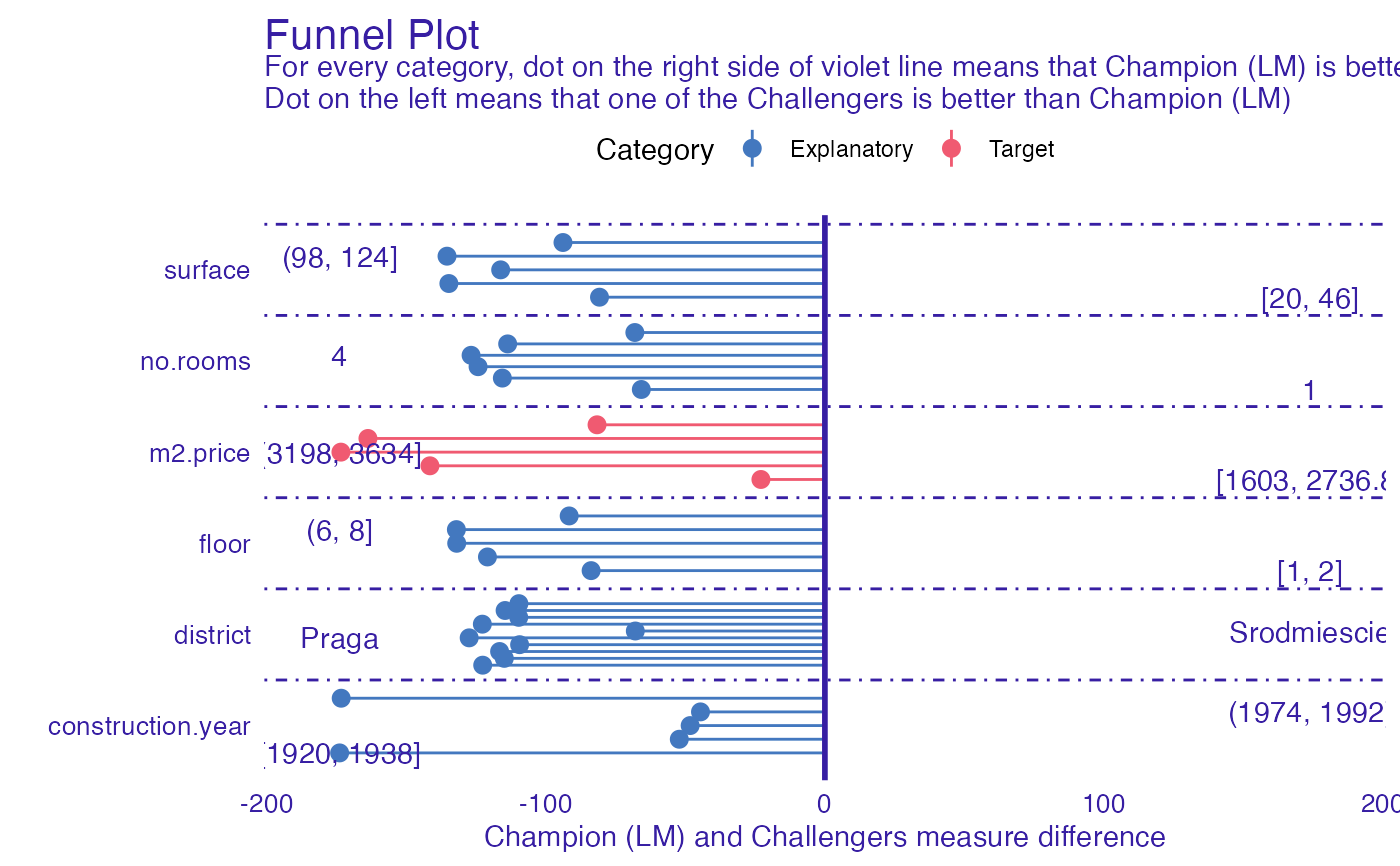 Funnel Plot
For every category, dot on the right side of violet line means that Champion (LM) is bette
Dot on the left means that one of the Challengers is better than Champion (LM)
Category Explanatory Target
surface (98, 124] [20, 46]
no.rooms 4 1
m2.price [3198, 3634] [1603, 2736.8
floor (6, 8] [1, 2]
district Praga Srodmiescie
construction.year (1974, 1992
[1920, 1938]
-200 -100 0 100 200
Champion (LM) and Challengers measure difference